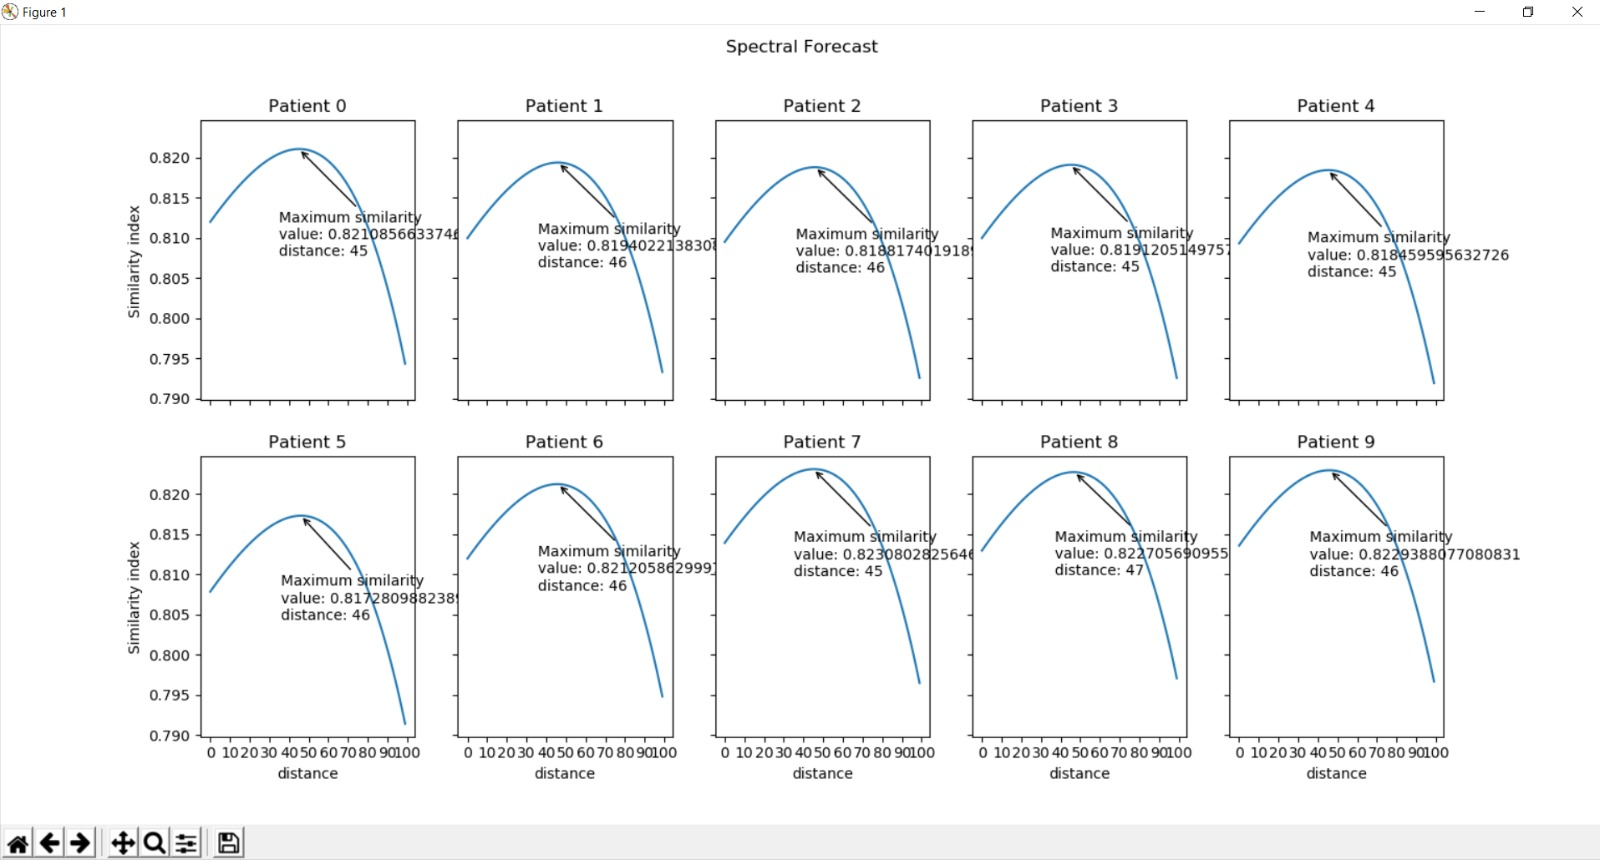 Figure 1
Spectral Forecast
Patient 0
Patient 1
Patient 2
Patient 3
Patient 4
Similarity index
0.820
0.815
0.810
0.805
0.800
0.795
0.790
Maximum similarity
value: 0.821085663374
distance: 45
Maximum similarity
value: 0.81940221383
distance: 46
Maximum similarity
value: 0.818817401918
distance: 46
Maximum similarity
value: 0.81912051497
distance: 45
Maximum similarity
value: 0.818459595632726
distance: 45
Patient 5
Patient 6
Patient 7
Patient 8
Patient 9
Similarity index
0.820
0.815
0.810
0.805
0.800
0.795
0.790
Maximum similarity
value: 0.817280988238
distance: 46
Maximum similarity
value: 0.821205862999
distance: 46
Maximum similarity
value: 0.823080282564
distance: 45
Maximum similarity
value: 0.822705690955
distance: 47
Maximum similarity
value: 0.82293880770​80831
distance: 46
0 10 20 30 40 50 60 70 80 90 100
0 10 20 30 40 50 60 70 80 90 100
0 10 20 30 40 50 60 70 80 90 100
0 10 20 30 40 50 60 70 80 90 100
0 10 20 30 40 50 60 70 80 90 100
distance
distance
distance
distance
distance